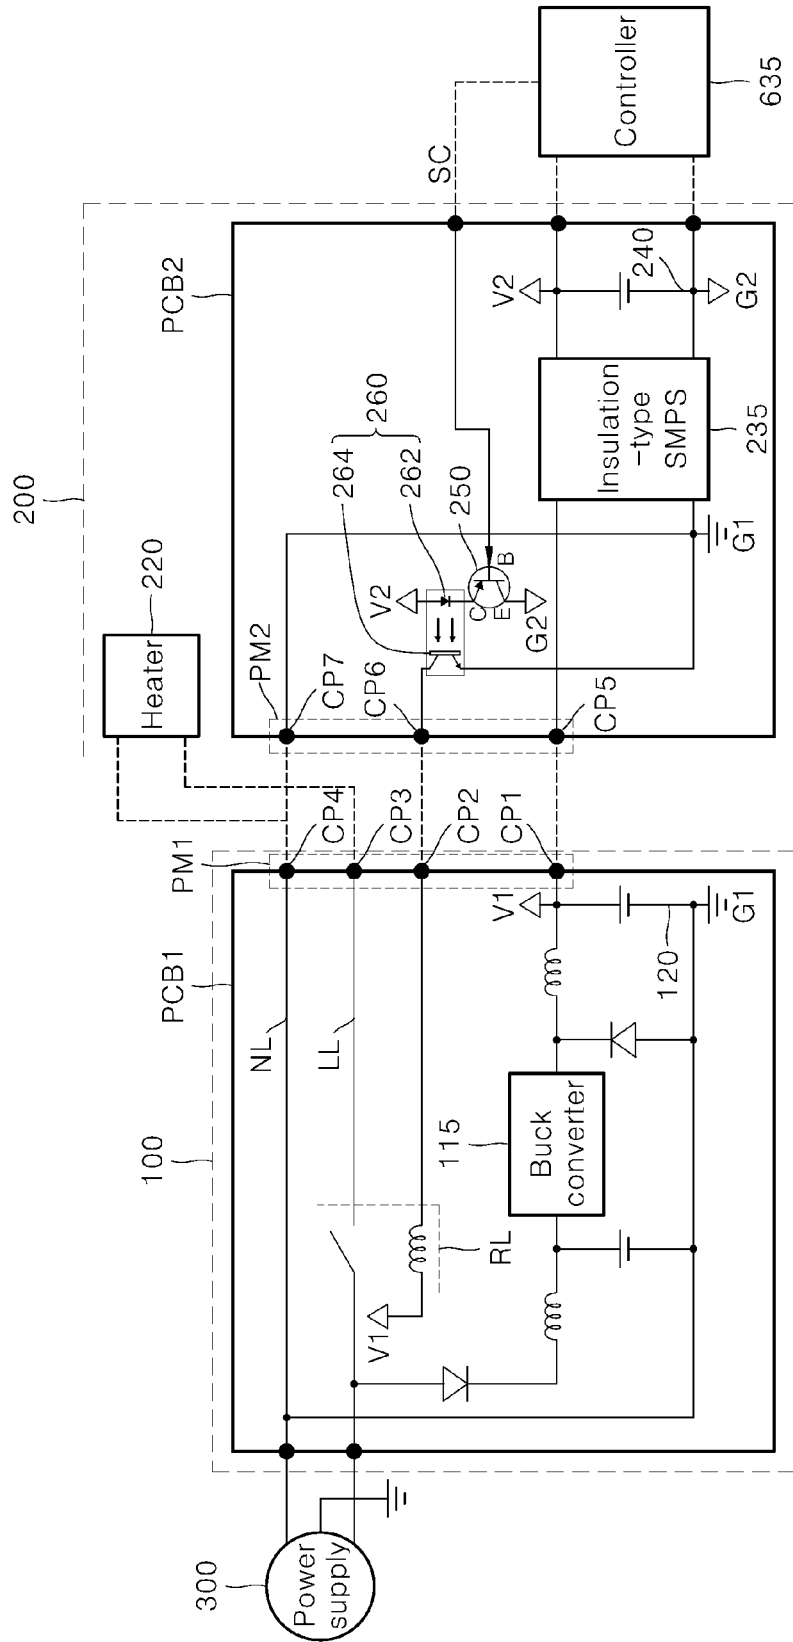 300
Power
supply
100
PCB1
PM1
NL
LL
V1
RL
115
Buck
converter
V1
120
G1
CP4
CP3
CP2
CP1
200
Heater
220
PCB2
PM2
CP7
CP6
CP5
V2
264
262
260
250
C
B
E
G2
G1
Insulation
-type
SMPS
235
V2
240
G2
SC
Controller
635